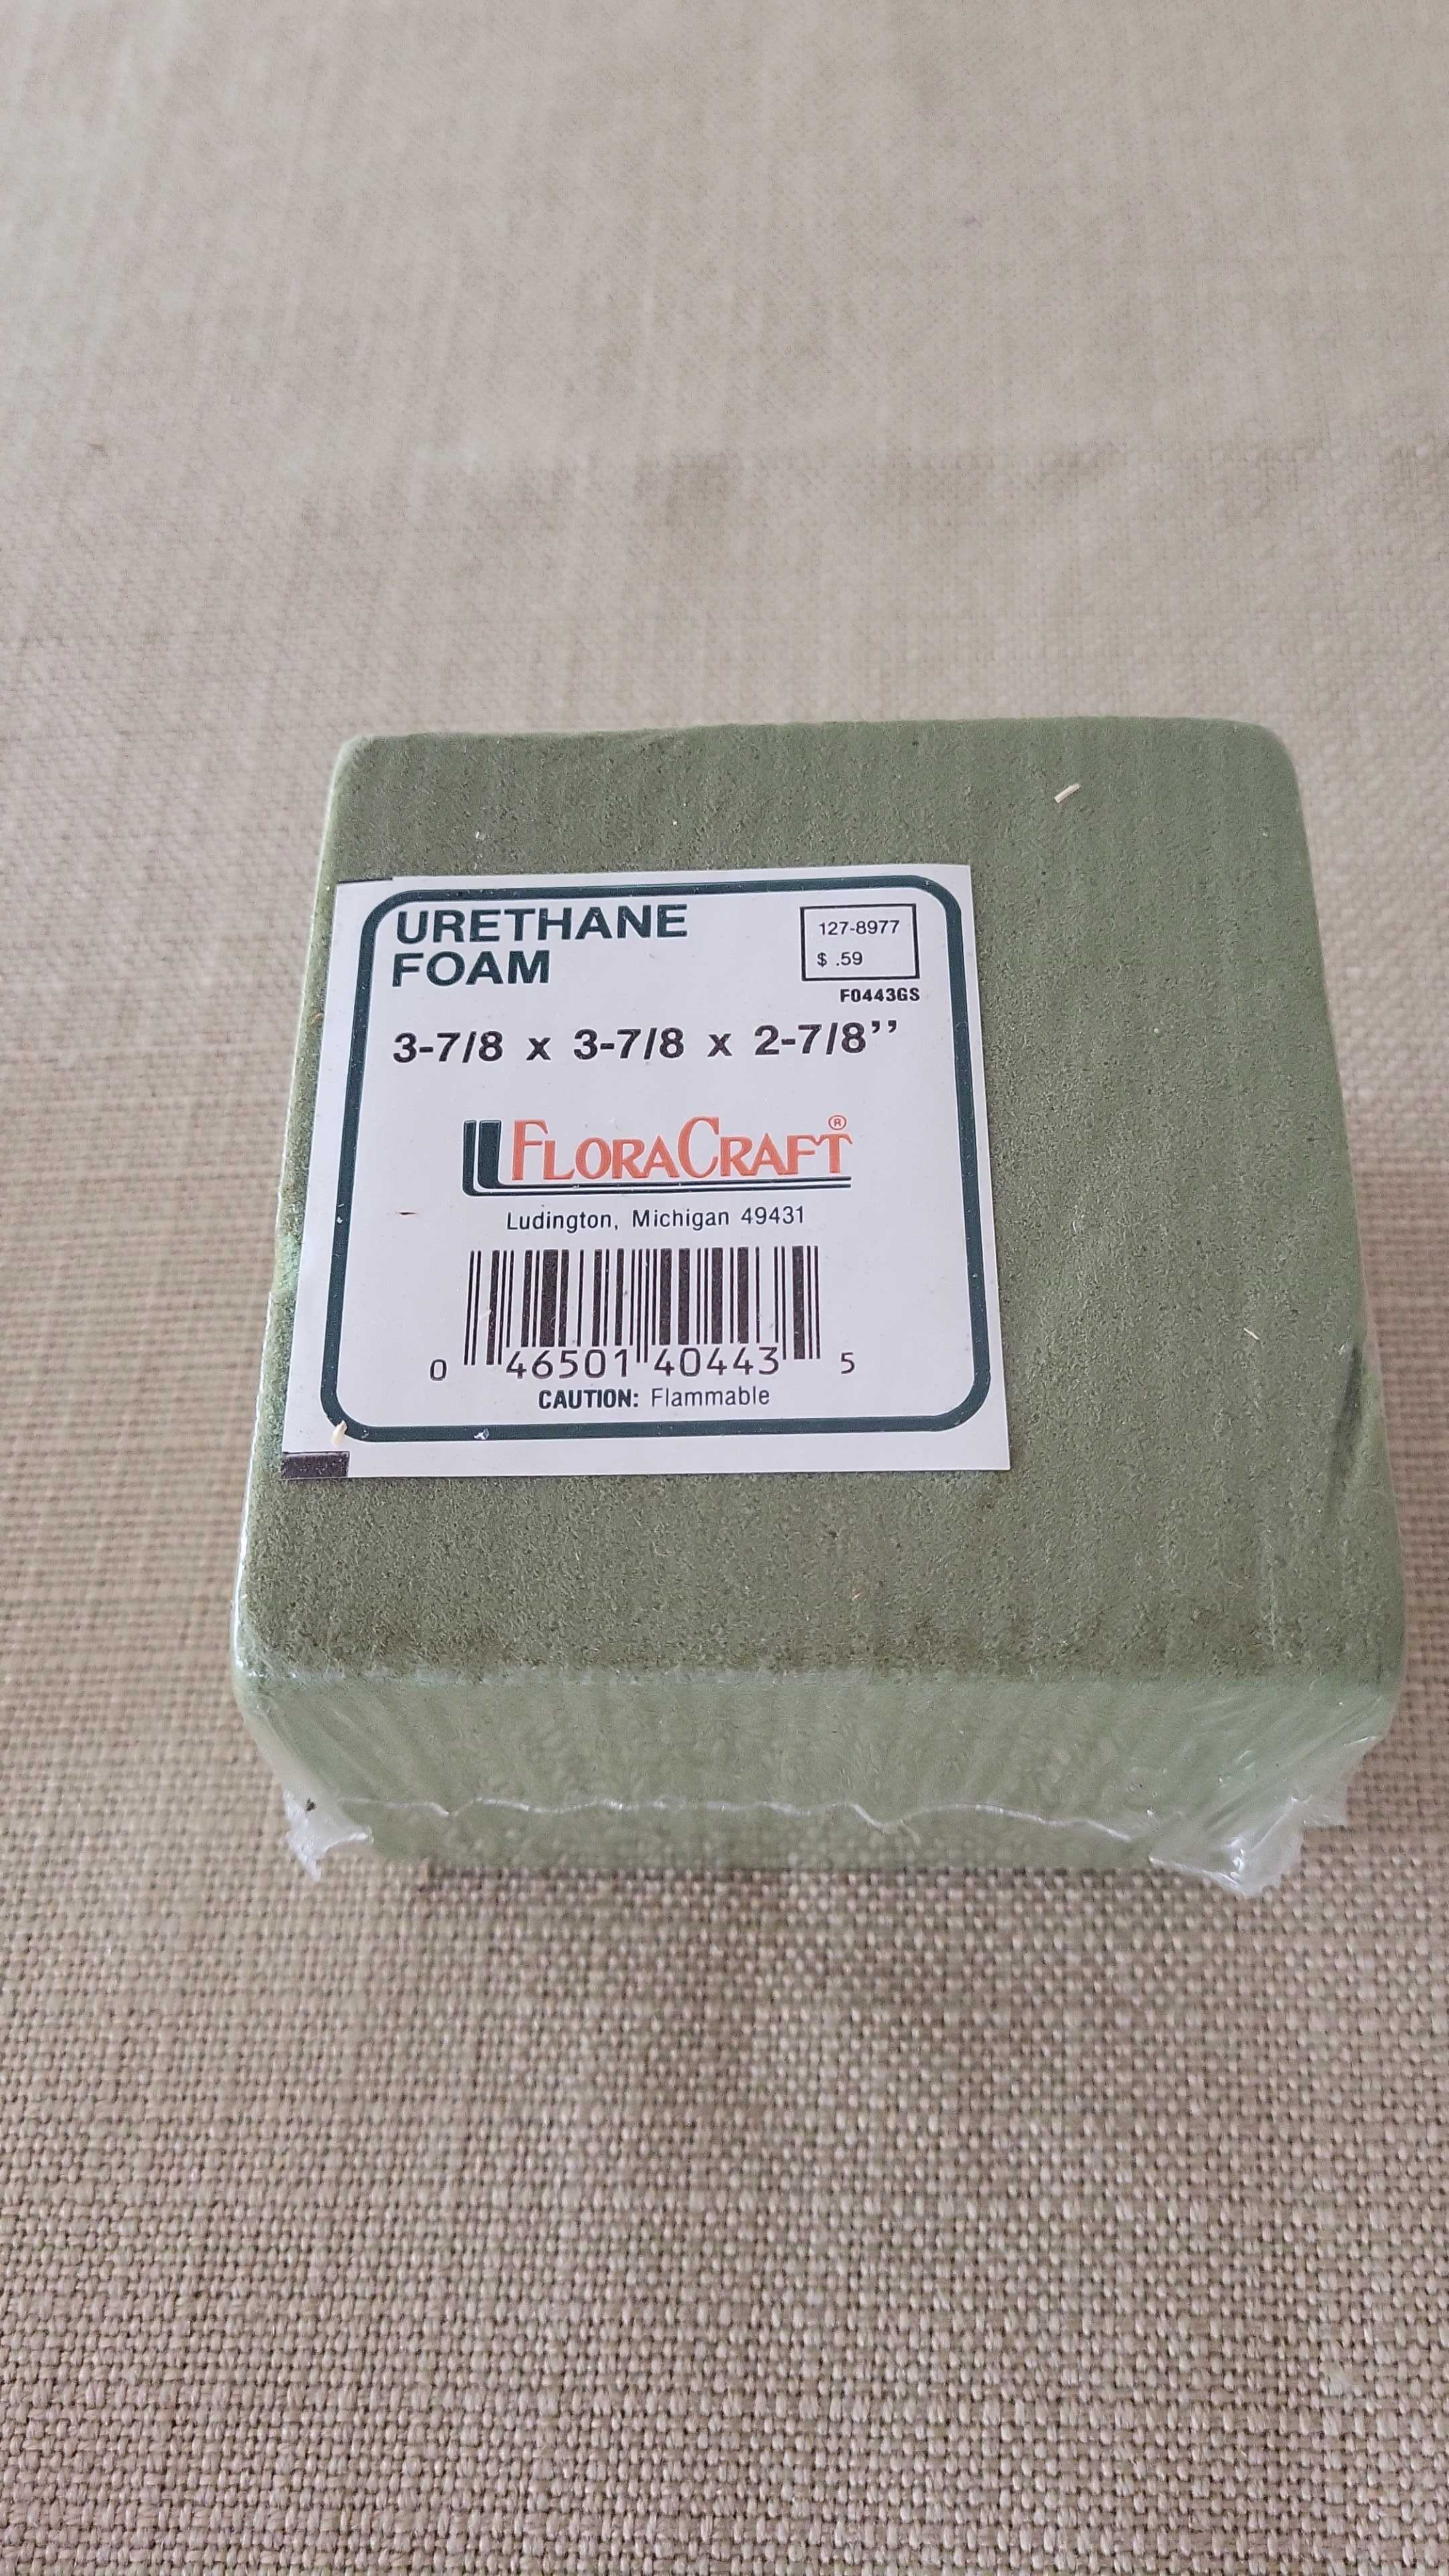 URETHANE
FOAM
127-8977
$ .59
F0443GS
3-7/8 x 3-7/8 x 2-7/8’’
FLORACRAFT®
Ludington, Michigan 49431
0 46501 40443 5
CAUTION: Flammable